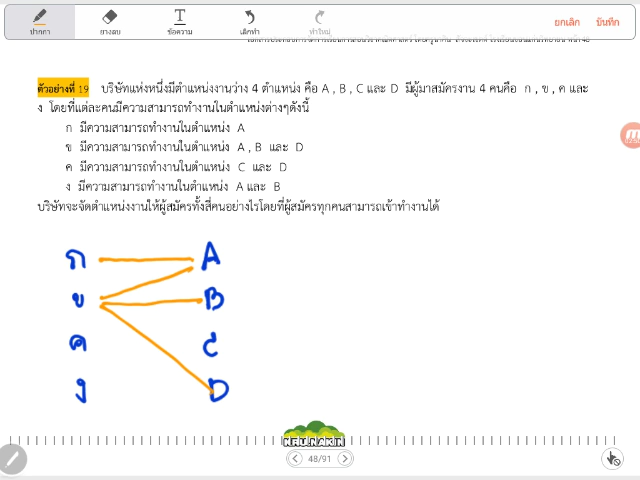 ปากกา ยางลบ ข้อความ เลิกทำ ทำใหม่ ยกเลิก บันทึก
ตัวอย่างที่ 19 บริษัทแห่งหนึ่งมีตำแหน่งงานว่าง 4 ตำแหน่ง คือ A , B , C และ D มีผู้มาสมัครงาน 4 คนคือ ก , ข , ค และ
ง โดยที่แต่ละคนมีความสามารถทำงานในตำแหน่งต่างๆดังนี้
ก มีความสามารถทำงานในตำแหน่ง A
ข มีความสามารถทำงานในตำแหน่ง A , B และ D
ค มีความสามารถทำงานในตำแหน่ง C และ D
ง มีความสามารถทำงานในตำแหน่ง A และ B
บริษัทจะจัดตำแหน่งงานให้ผู้สมัครทั้งสี่คนอย่างไรโดยที่ผู้สมัครทุกคนสามารถเข้าทำงานได้
ก A
ข B
ค C
ง D
KRU.NAKIN
48/91